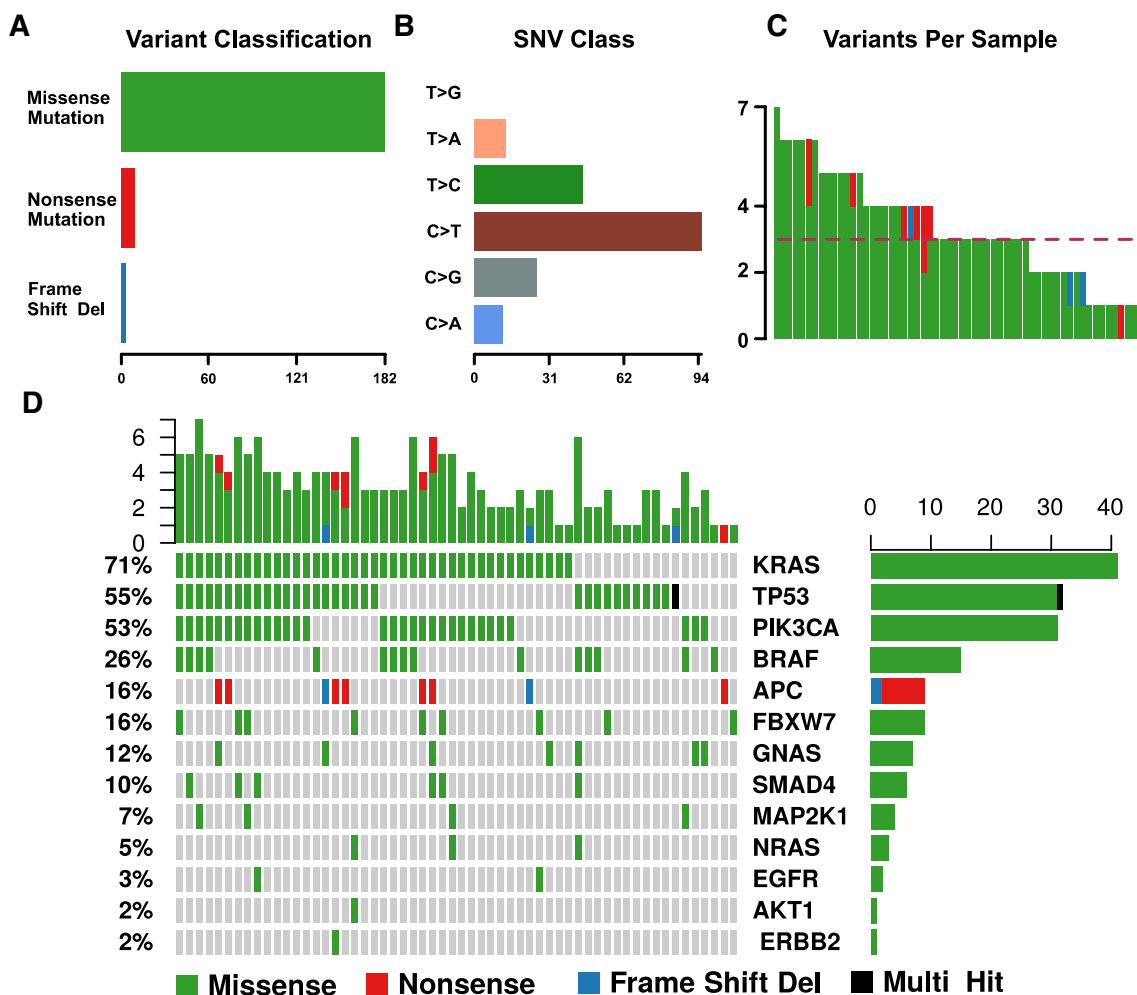 A
Variant Classification
Missense
Mutation
Nonsense
Mutation
Frame
Shift Del
0 60 121 182
B
SNV Class
T>G
T>A
T>C
C>T
C>G
C>A
0 31 62 94
C
Variants Per Sample
7
4
2
0
D
6
4
2
0
0 10 20 30 40
71% KRAS
55% TP53
53% PIK3CA
26% BRAF
16% APC
16% FBXW7
12% GNAS
10% SMAD4
7% MAP2K1
5% NRAS
3% EGFR
2% AKT1
2% ERBB2
Missense Nonsense Frame Shift Del Multi Hit